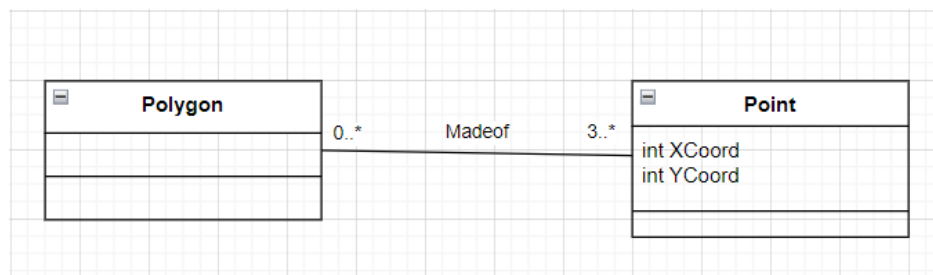 Polygon
0..*
Madeof
3..*
Point
int XCoord
int YCoord